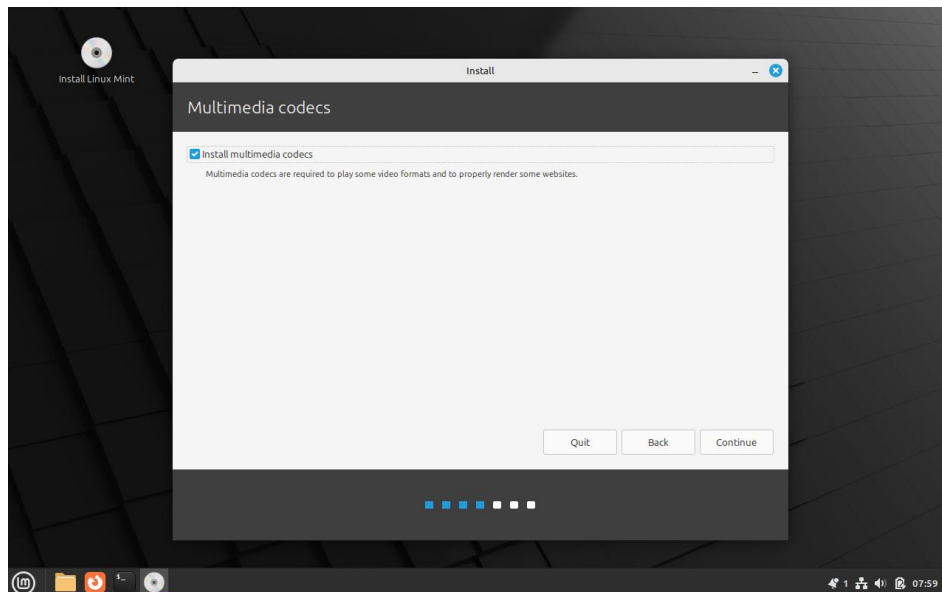 Install Linux Mint
Install
Multimedia codecs
Install multimedia codecs
Multimedia codecs are required to play some video formats and to properly render some websites.
Quit
Back
Continue
$_
1
07:59